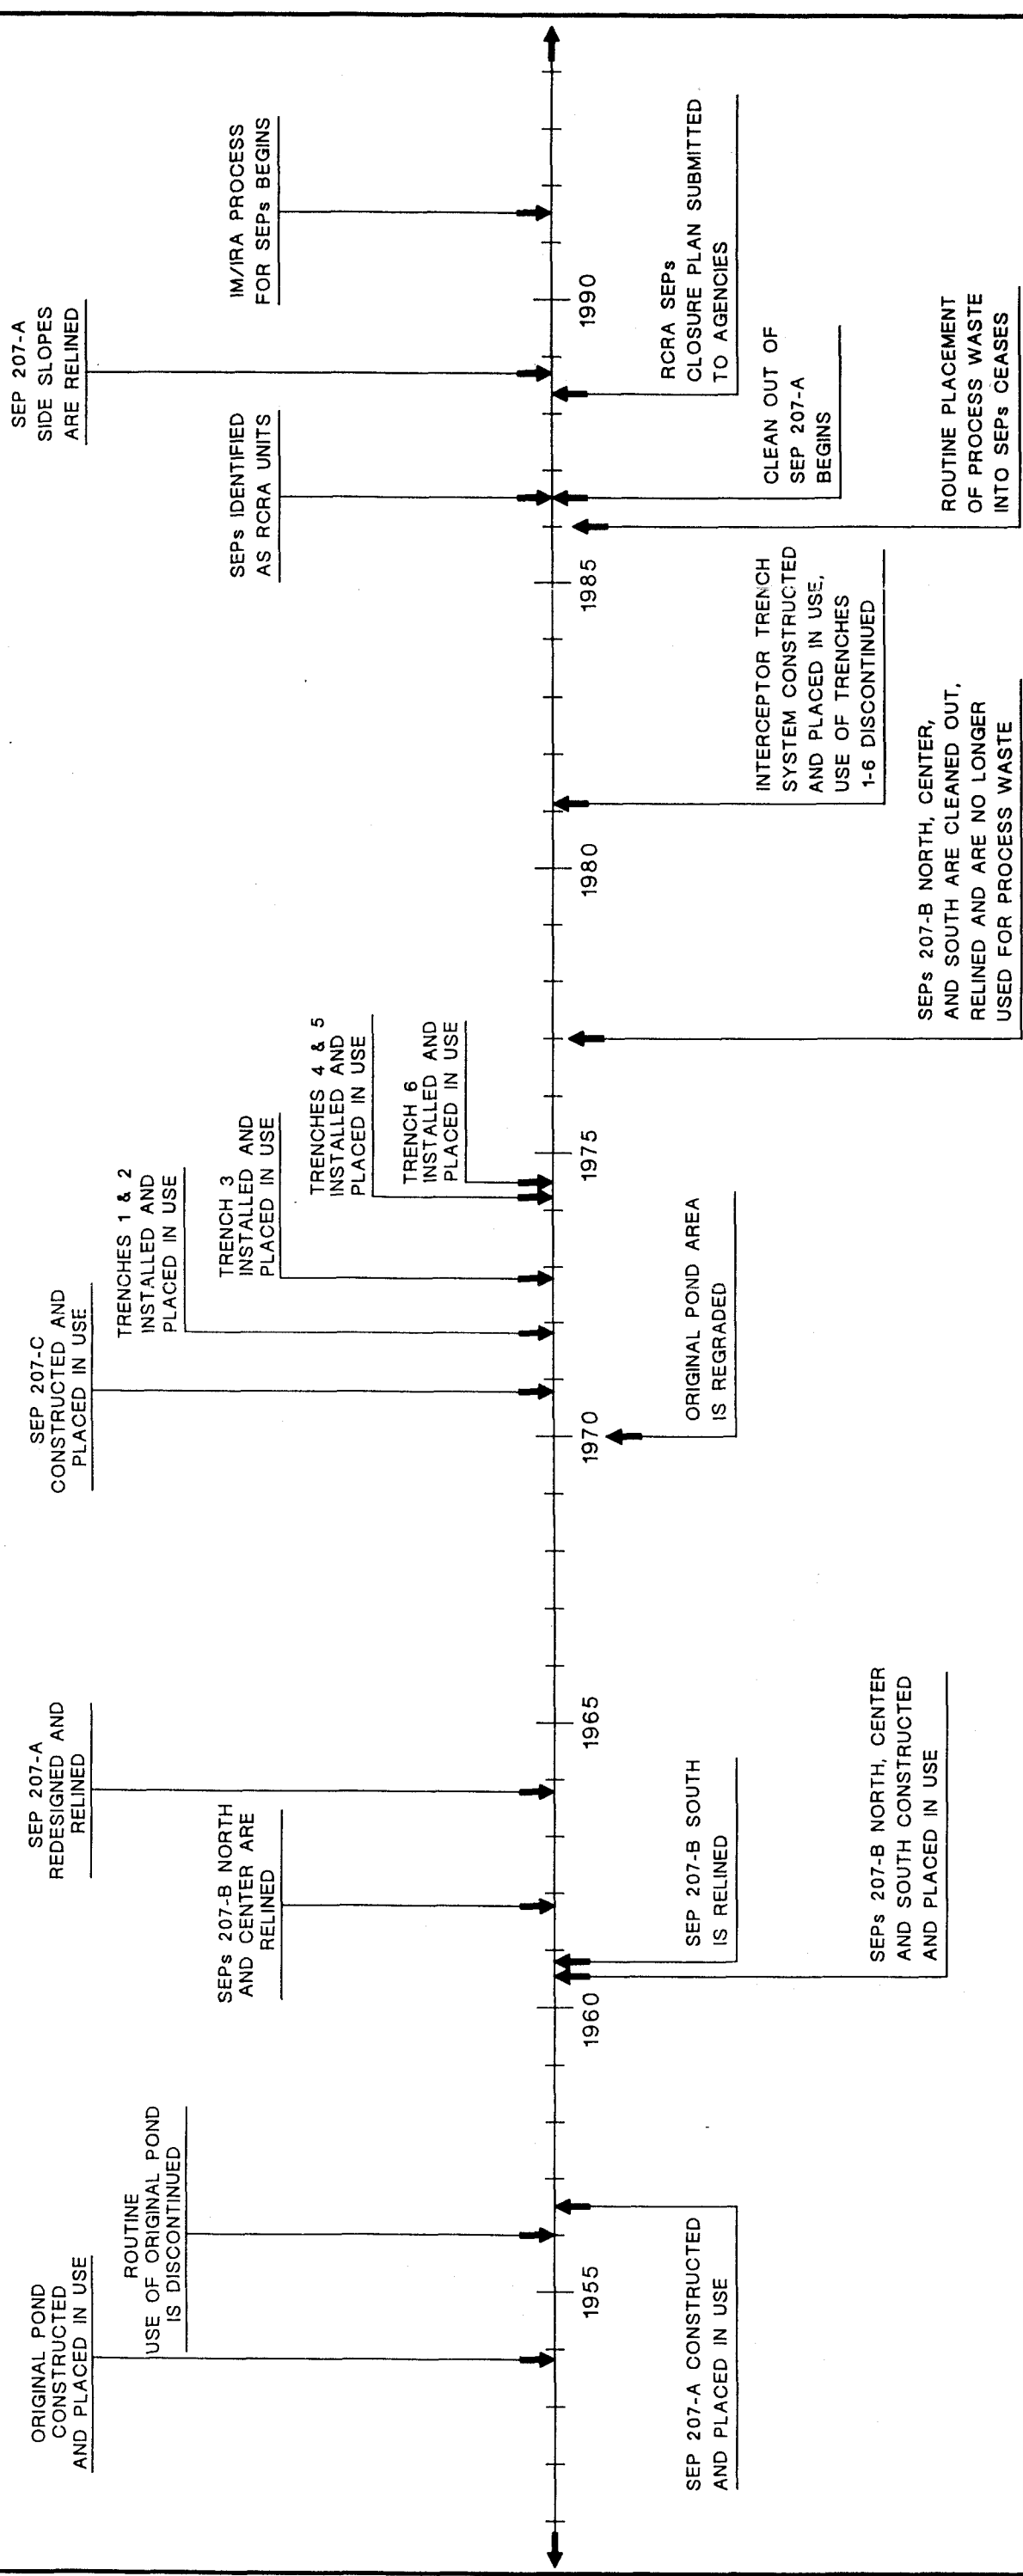 ORIGINAL POND
CONSTRUCTED
AND PLACED IN USE
ROUTINE
USE OF ORIGINAL POND
IS DISCONTINUED
SEPs 207-B NORTH
AND CENTER ARE
RELINED
SEP 207-A
REDESIGNED AND
RELINED
SEP 207-C
CONSTRUCTED AND
PLACED IN USE
TRENCHES 1 & 2
INSTALLED AND
PLACED IN USE
TRENCH 3
INSTALLED AND
PLACED IN USE
TRENCHES 4 & 5
INSTALLED AND
PLACED IN USE
TRENCH 6
INSTALLED AND
PLACED IN USE
SEPs IDENTIFIED
AS RCRA UNITS
SEP 207-A
SIDE SLOPES
ARE RELINED
IM/IRA PROCESS
FOR SEPs BEGINS
1955
1960
1965
1970
1975
1980
1985
1990
SEP 207-A CONSTRUCTED
AND PLACED IN USE
SEPs 207-B NORTH, CENTER
AND SOUTH CONSTRUCTED
AND PLACED IN USE
SEP 207-B SOUTH
IS RELINED
ORIGINAL POND AREA
IS REGRADED
SEPs 207-B NORTH, CENTER,
AND SOUTH ARE CLEANED OUT,
RELINED AND ARE NO LONGER
USED FOR PROCESS WASTE
INTERCEPTOR TRENCH
SYSTEM CONSTRUCTED
AND PLACED IN USE,
USE OF TRENCHES
1-6 DISCONTINUED
ROUTINE PLACEMENT
OF PROCESS WASTE
INTO SEPs CEASES
CLEAN OUT OF
SEP 207-A
BEGINS
RCRA SEPs
CLOSURE PLAN SUBMITTED
TO AGENCIES